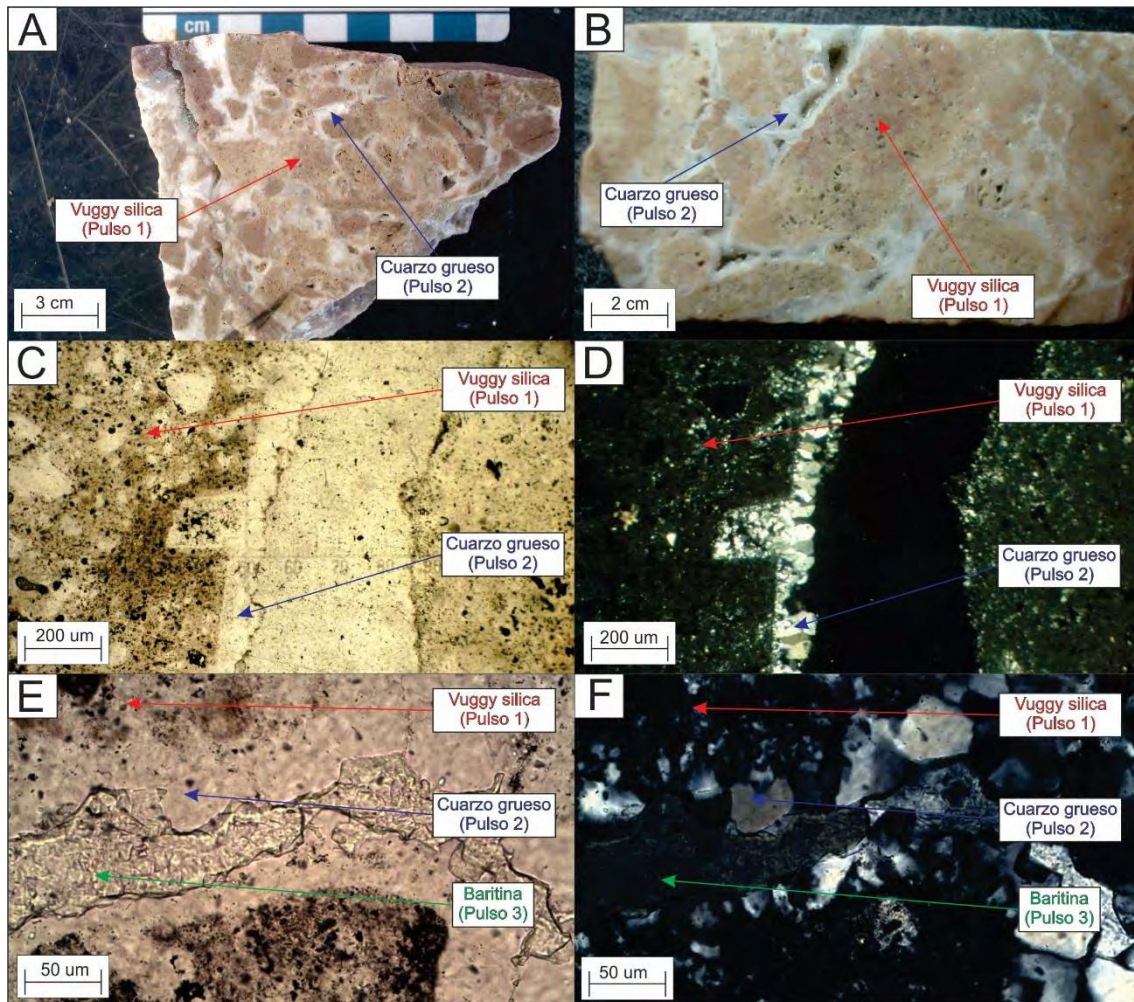 A
cm
Vuggy silica
(Pulso 1)
Cuarzo grueso
(Pulso 2)
3 cm
B
Cuarzo grueso
(Pulso 2)
Vuggy silica
(Pulso 1)
2 cm
C
Vuggy silica
(Pulso 1)
Cuarzo grueso
(Pulso 2)
60
200 um
D
Vuggy silica
(Pulso 1)
Cuarzo grueso
(Pulso 2)
200 um
E
Vuggy silica
(Pulso 1)
Cuarzo grueso
(Pulso 2)
Baritina
(Pulso 3)
50 um
F
Vuggy silica
(Pulso 1)
Cuarzo grueso
(Pulso 2)
Baritina
(Pulso 3)
50 um